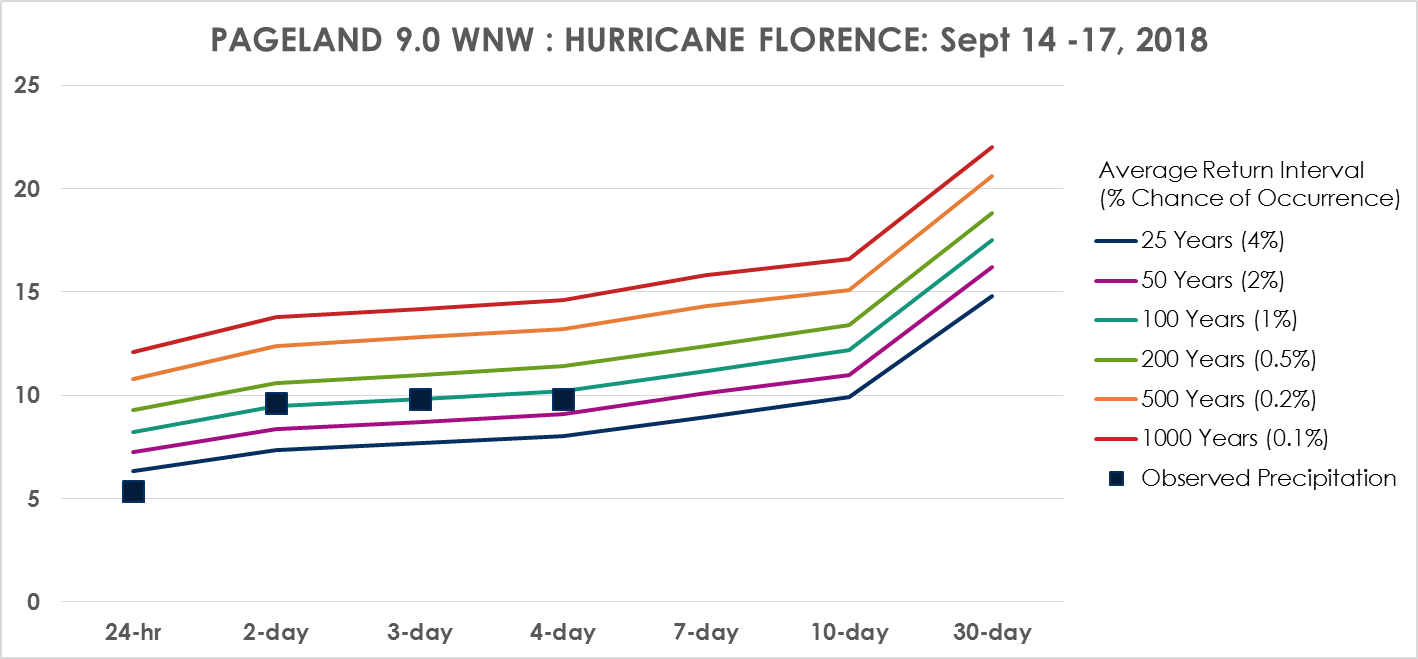 PAGELAND 9.0 WNW : HURRICANE FLORENCE: Sept 14 -17, 2018
25
20
15
10
5
0
24-hr 2-day 3-day 4-day 7-day 10-day 30-day
Average Return Interval
(% Chance of Occurrence)
25 Years (4%)
50 Years (2%)
100 Years (1%)
200 Years (0.5%)
500 Years (0.2%)
1000 Years (0.1%)
Observed Precipitation